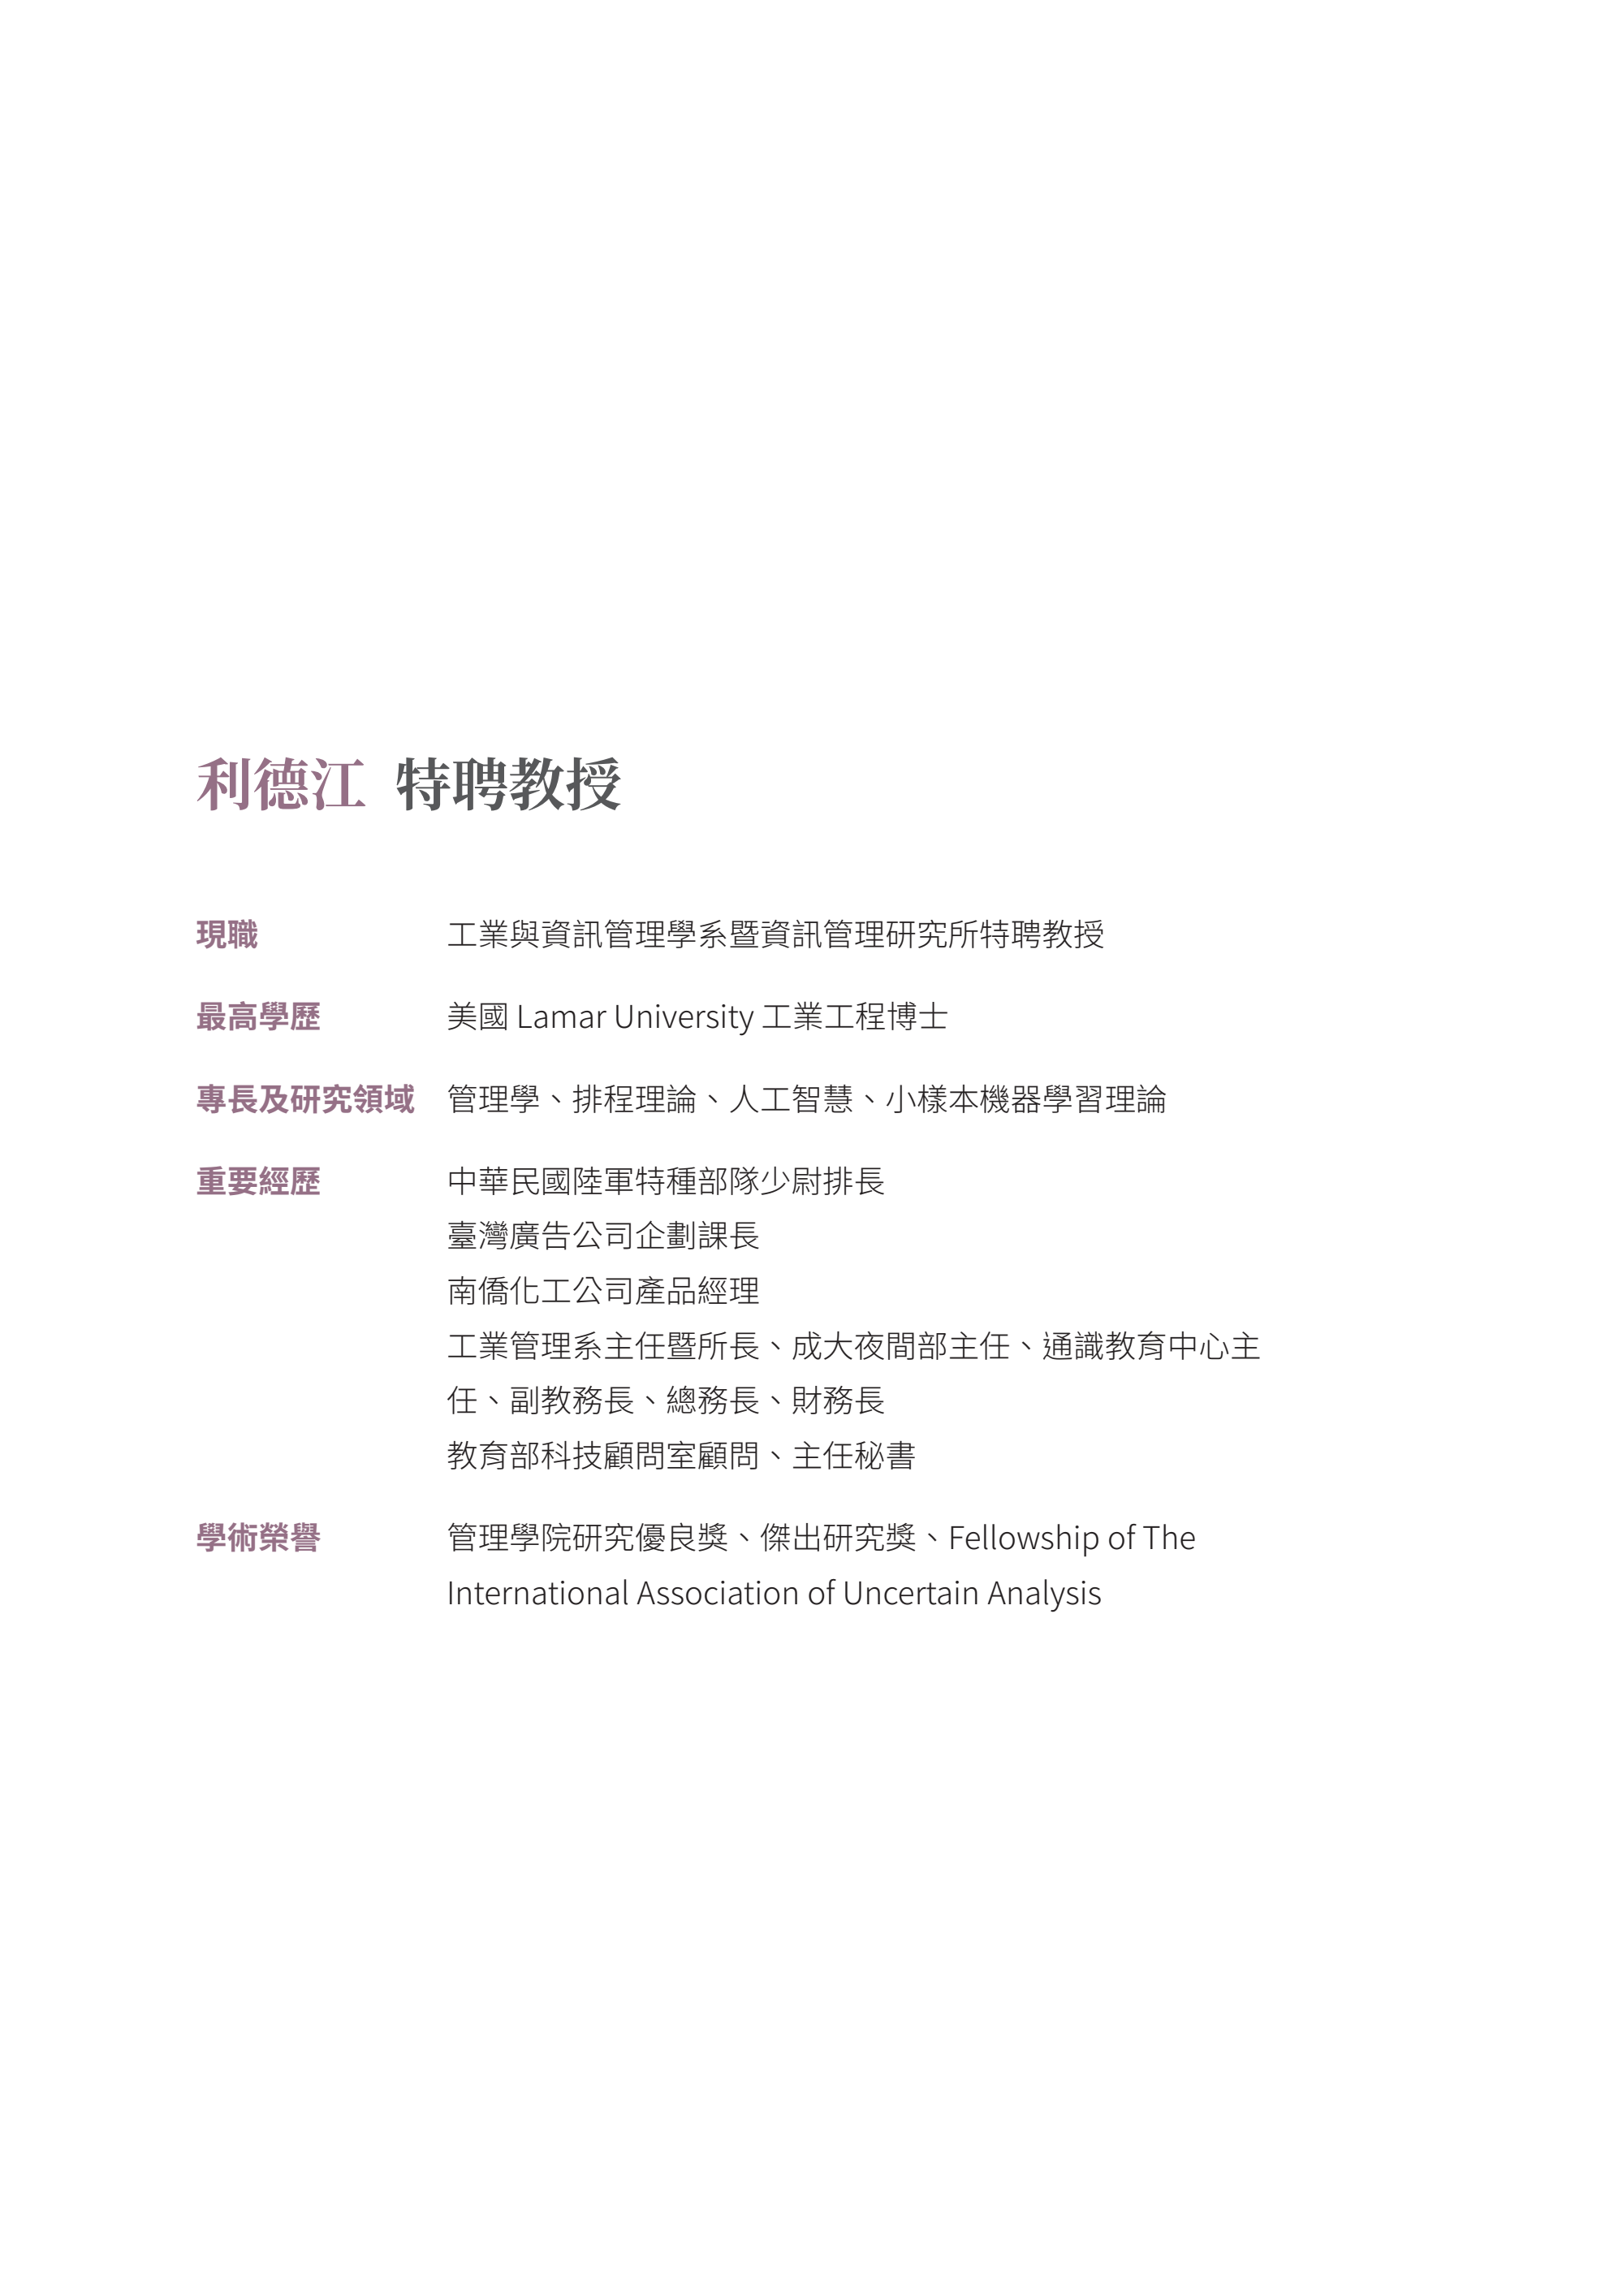 利德江 特聘教授
現職 工業與資訊管理學系暨資訊管理研究所特聘教授
最高學歷 美國 Lamar University 工業工程博士
專長及研究領域 管理學、排程理論、人工智慧、小樣本機器學習理論
重要經歷 中華民國陸軍特種部隊少尉排長
臺灣廣告公司企劃課長
南僑化工公司產品經理
工業管理系主任暨所長、成大夜間部主任、通識教育中心主
任、副教務長、總務長、財務長
教育部科技顧問室顧問、主任秘書
學術榮譽 管理學院研究優良獎、傑出研究獎、Fellowship of The
International Association of Uncertain Analysis